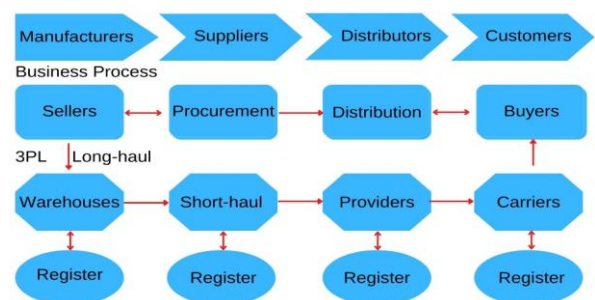 Manufacturers Suppliers Distributors Customers
Business Process
Sellers Procurement Distribution Buyers
3PL Long-haul
Warehouses Short-haul Providers Carriers
Register Register Register Register